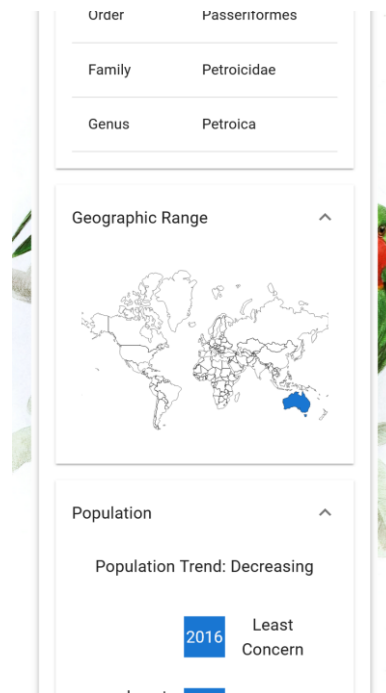 Order Passeriformes
Family Petroicidae
Genus Petroica
Geographic Range
Population
Population Trend: Decreasing
2016 Least
Concern